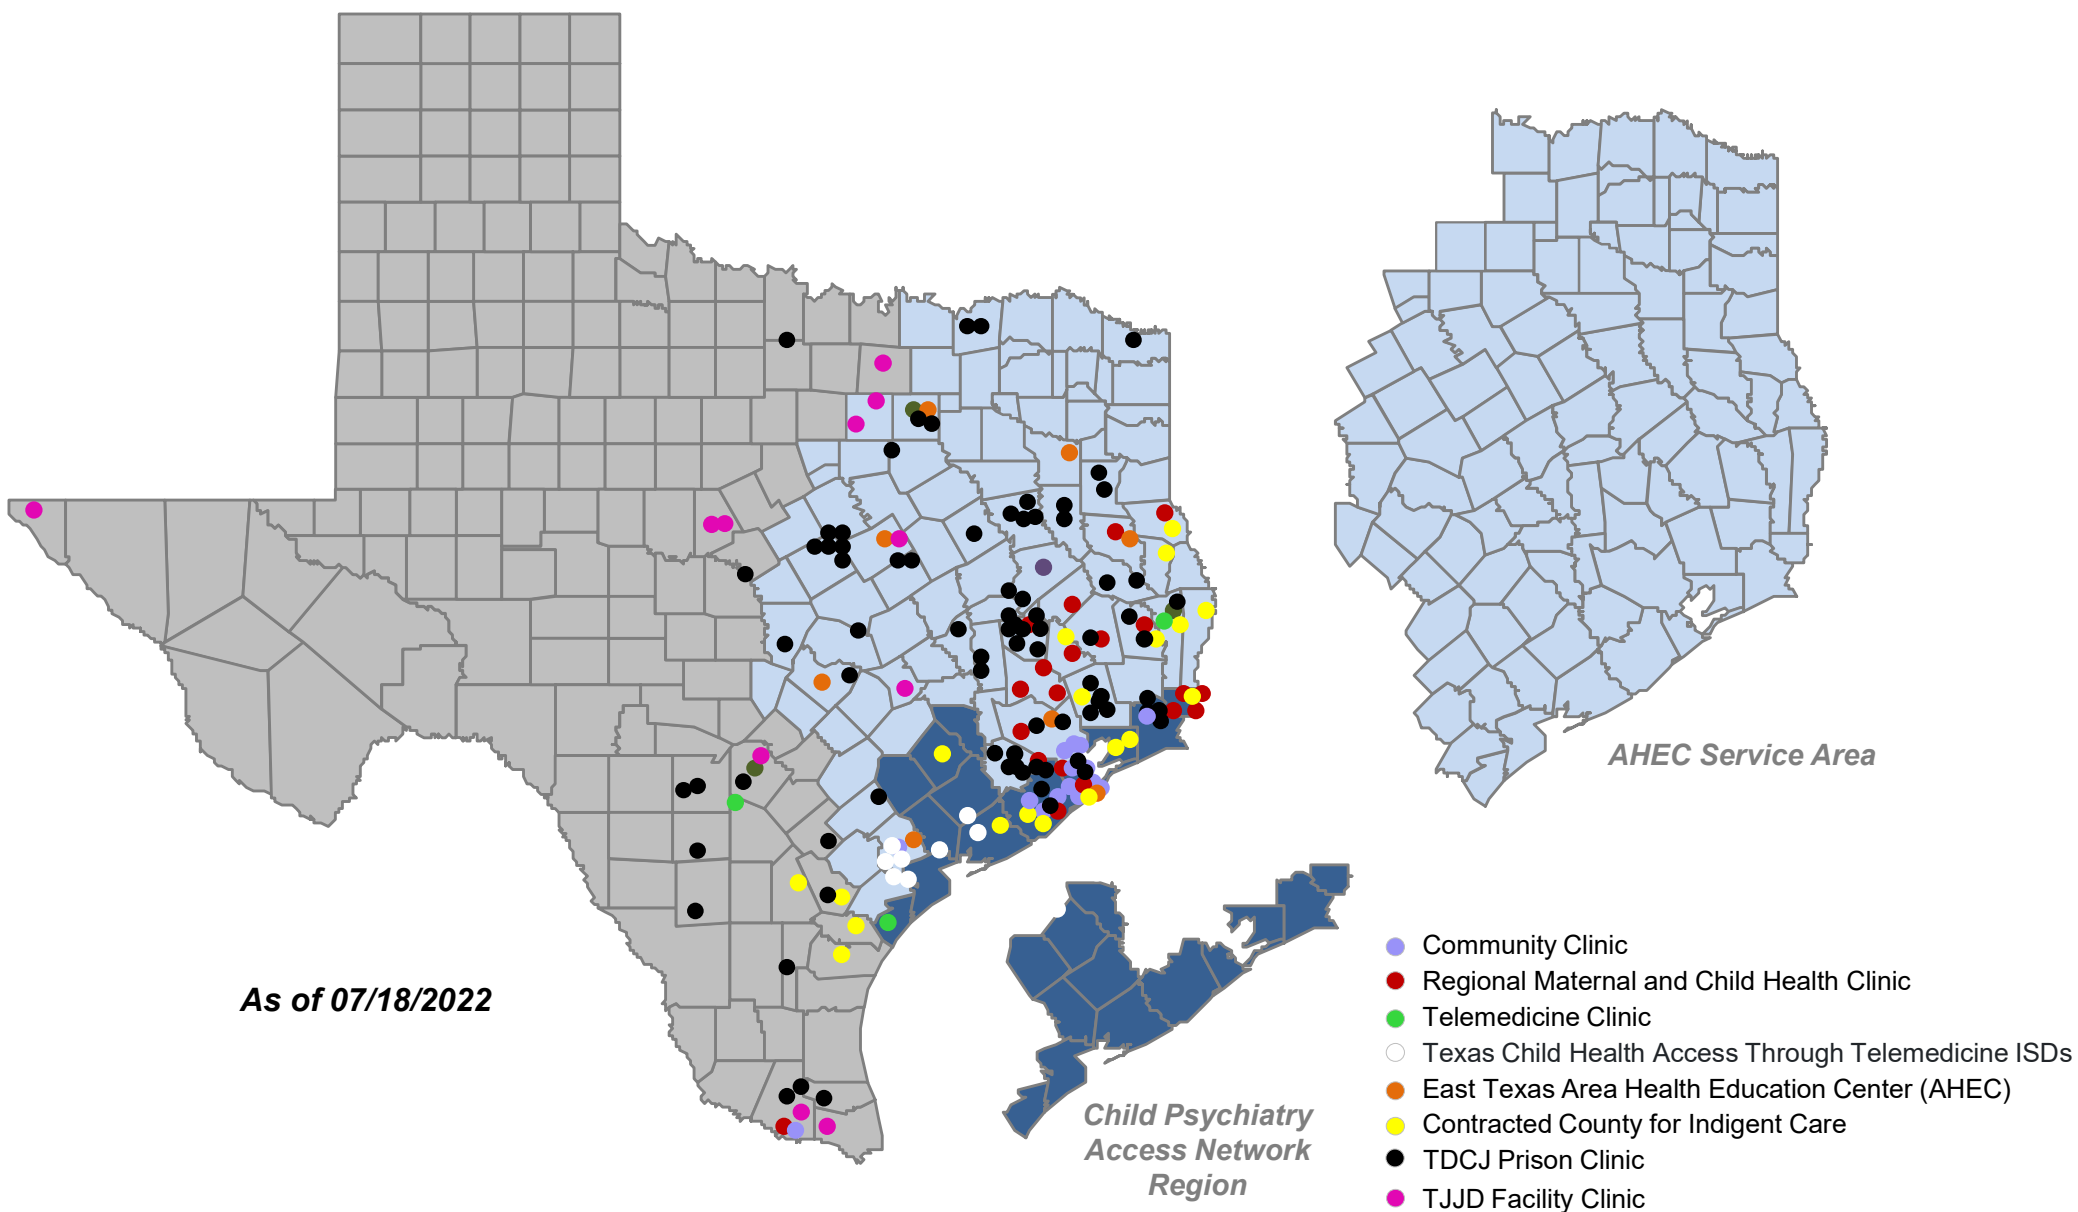 AHEC Service Area
As of 07/18/2022
Child Psychiatry
Access Network
Region
Community Clinic
Regional Maternal and Child Health Clinic
Telemedicine Clinic
Texas Child Health Access Through Telemedicine ISDs
East Texas Area Health Education Center (AHEC)
Contracted County for Indigent Care
TDCJ Prison Clinic
TJJD Facility Clinic